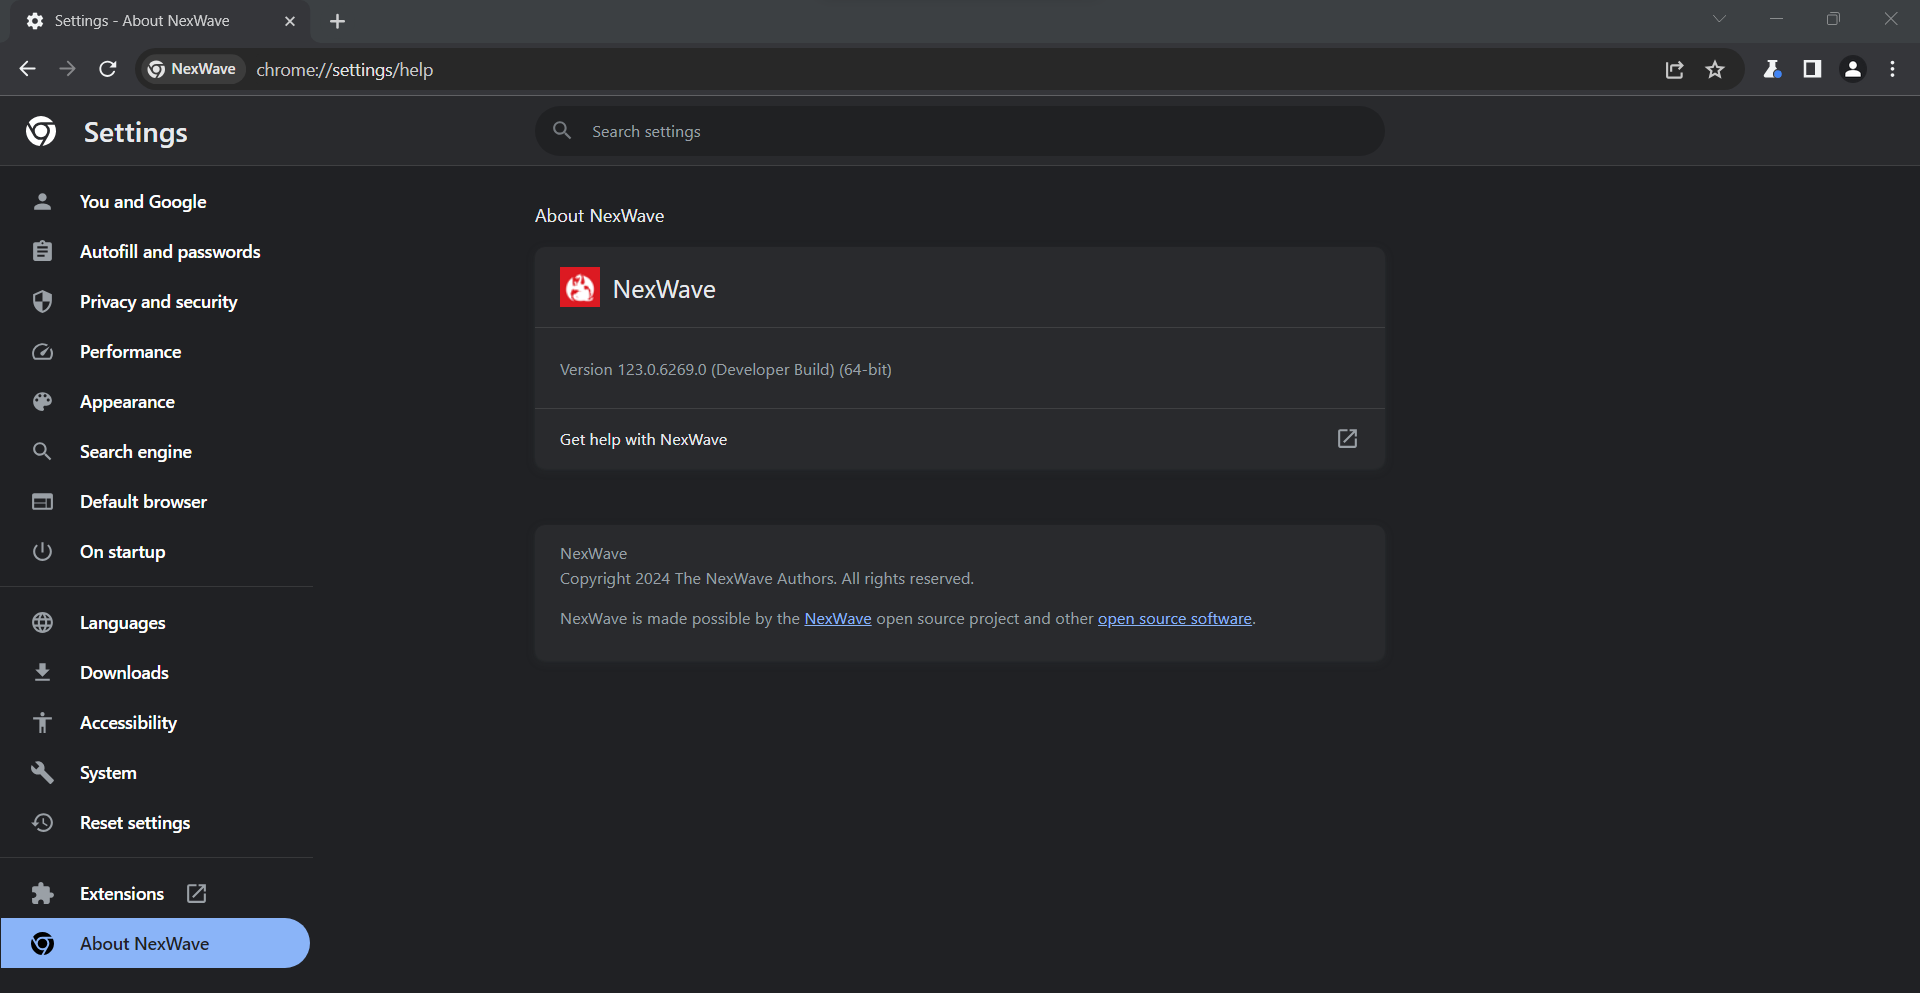 Settings - About NexWave
NexWave chrome://settings/help
Settings
Search settings
You and Google
Autofill and passwords
Privacy and security
Performance
Appearance
Search engine
Default browser
On startup
Languages
Downloads
Accessibility
System
Reset settings
Extensions
About NexWave
About NexWave
NexWave
Version 123.0.6269.0 (Developer Build) (64-bit)
Get help with NexWave
NexWave
Copyright 2024 The NexWave Authors. All rights reserved.
NexWave is made possible by the NexWave open source project and other open source software.